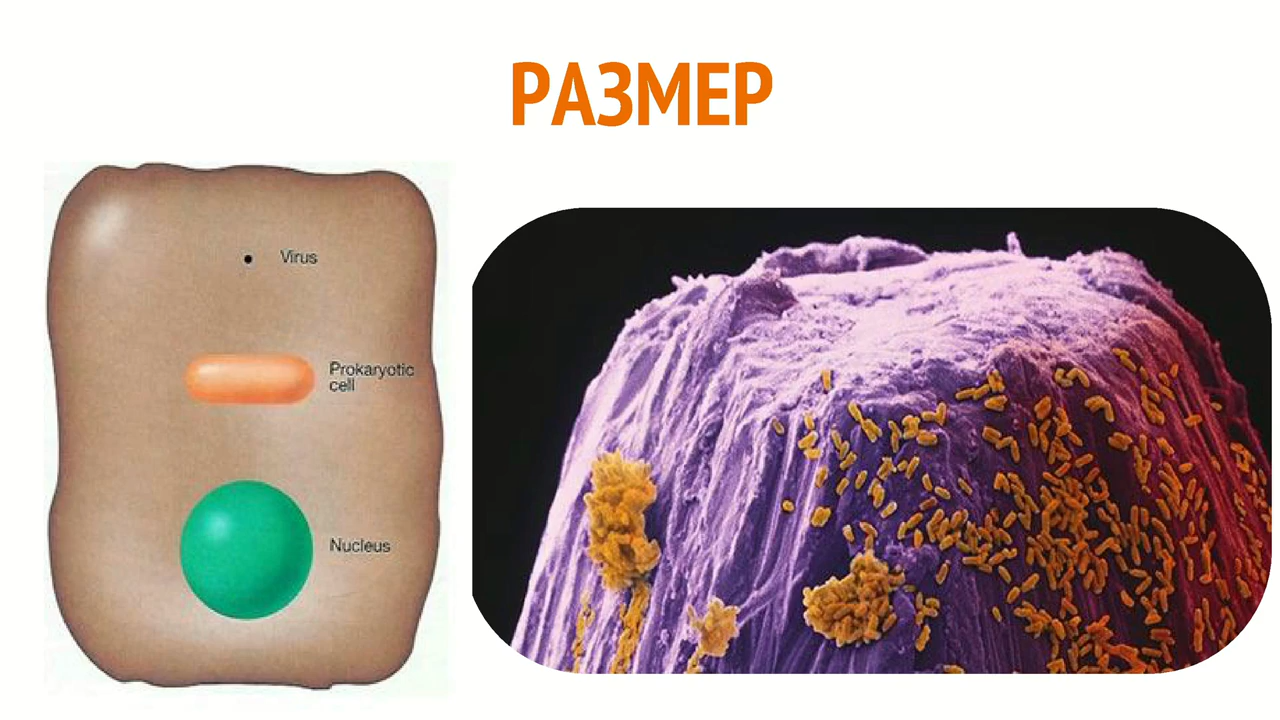 РАЗМЕР
Virus
Prokaryotic
cell
Nucleus